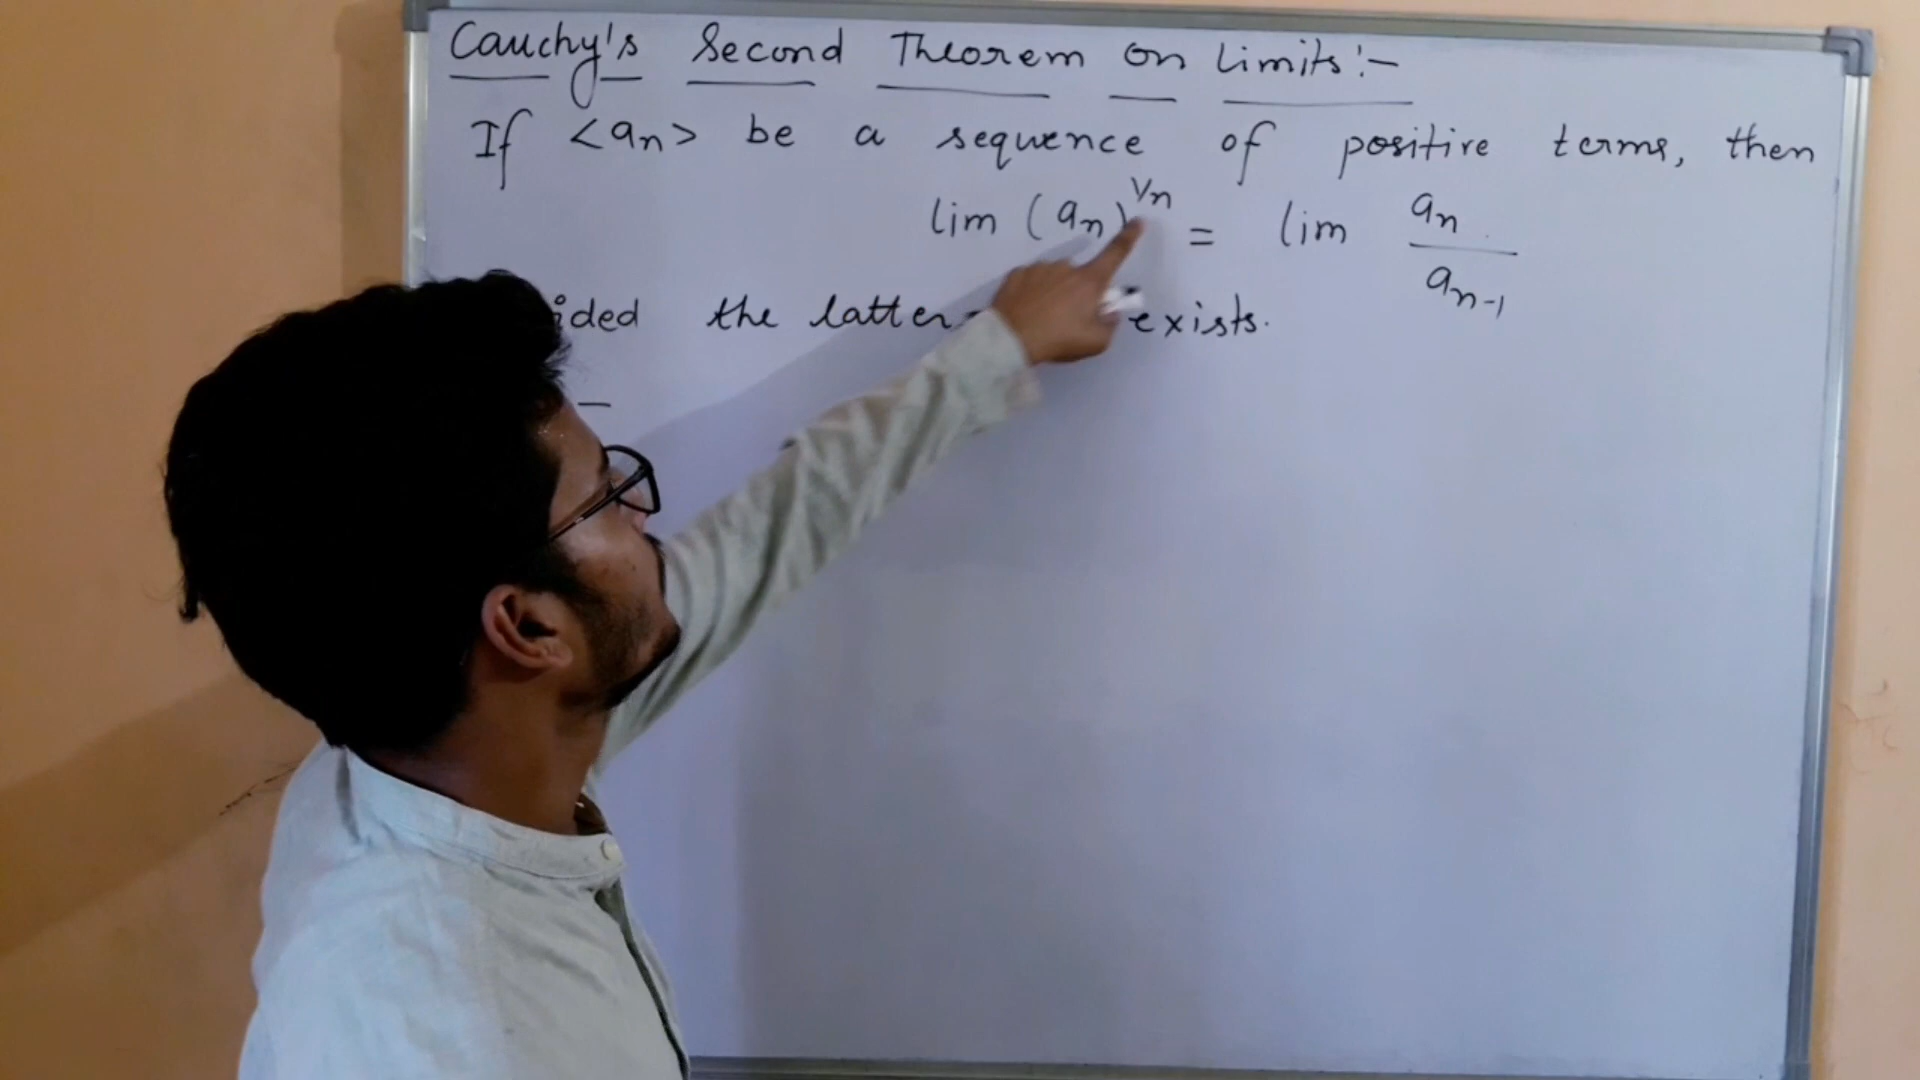 Cauchy's Second Theorem on Limits:-
If <an> be a sequence of positive terms, then
lim (an)^1/n = lim an/an-1
ided the latter exists.
-